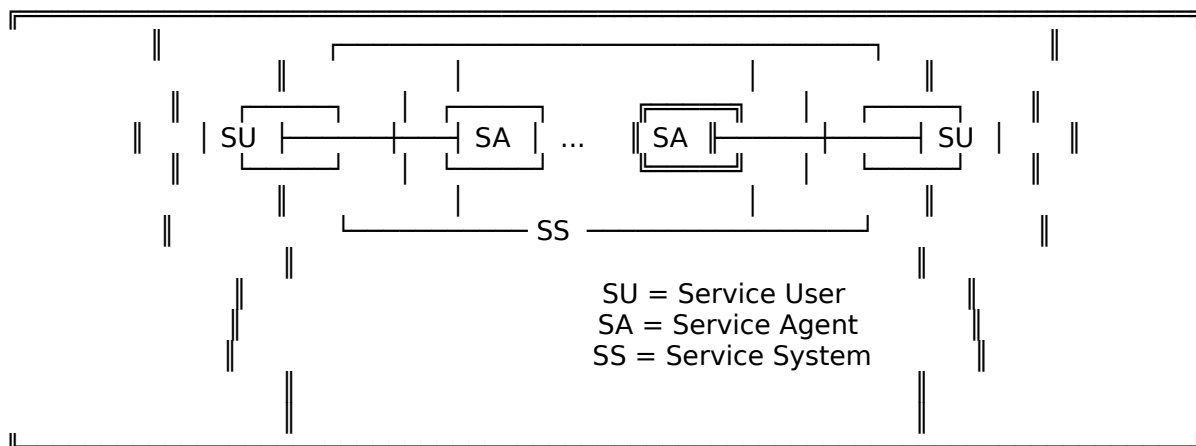 SU SA ... SA SU
SS
SU = Service User
SA = Service Agent
SS = Service System